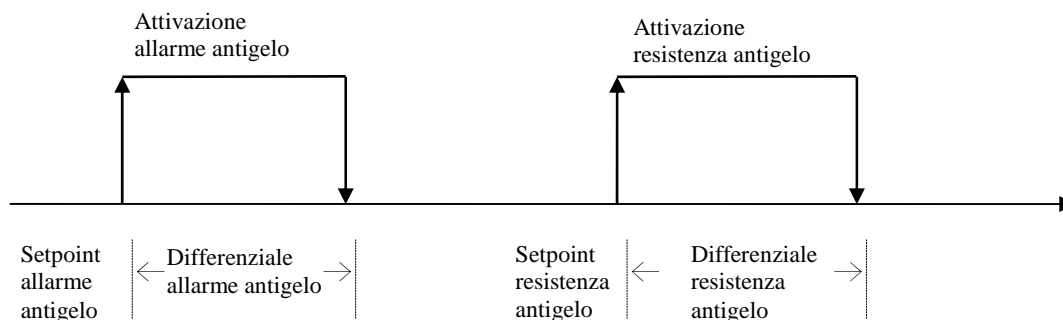 Attivazione
allarme antigelo
Attivazione
resistenza antigelo
Setpoint
allarme
antigelo
Differenziale
allarme antigelo
Setpoint
resistenza
antigelo
Differenziale
resistenza
antigelo